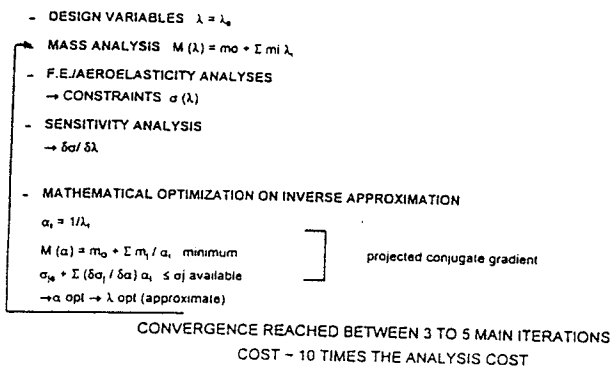 - DESIGN VARIABLES λ = λ₀
- MASS ANALYSIS M (λ) = mo + Σ mi λᵢ
- F.E./AEROELASTICITY ANALYSES
→ CONSTRAINTS σ (λ)
- SENSITIVITY ANALYSIS
→ δσ/ δλ
- MATHEMATICAL OPTIMIZATION ON INVERSE APPROXIMATION
αᵢ = 1/λᵢ
M (α) = m₀ + Σ mᵢ / αᵢ minimum
projected conjugate gradient
σⱼ₀ + Σ (δσⱼ / δα) αᵢ ≤ σj available
→α opt → λ opt (approximate)
CONVERGENCE REACHED BETWEEN 3 TO 5 MAIN ITERATIONS
COST ~ 10 TIMES THE ANALYSIS COST